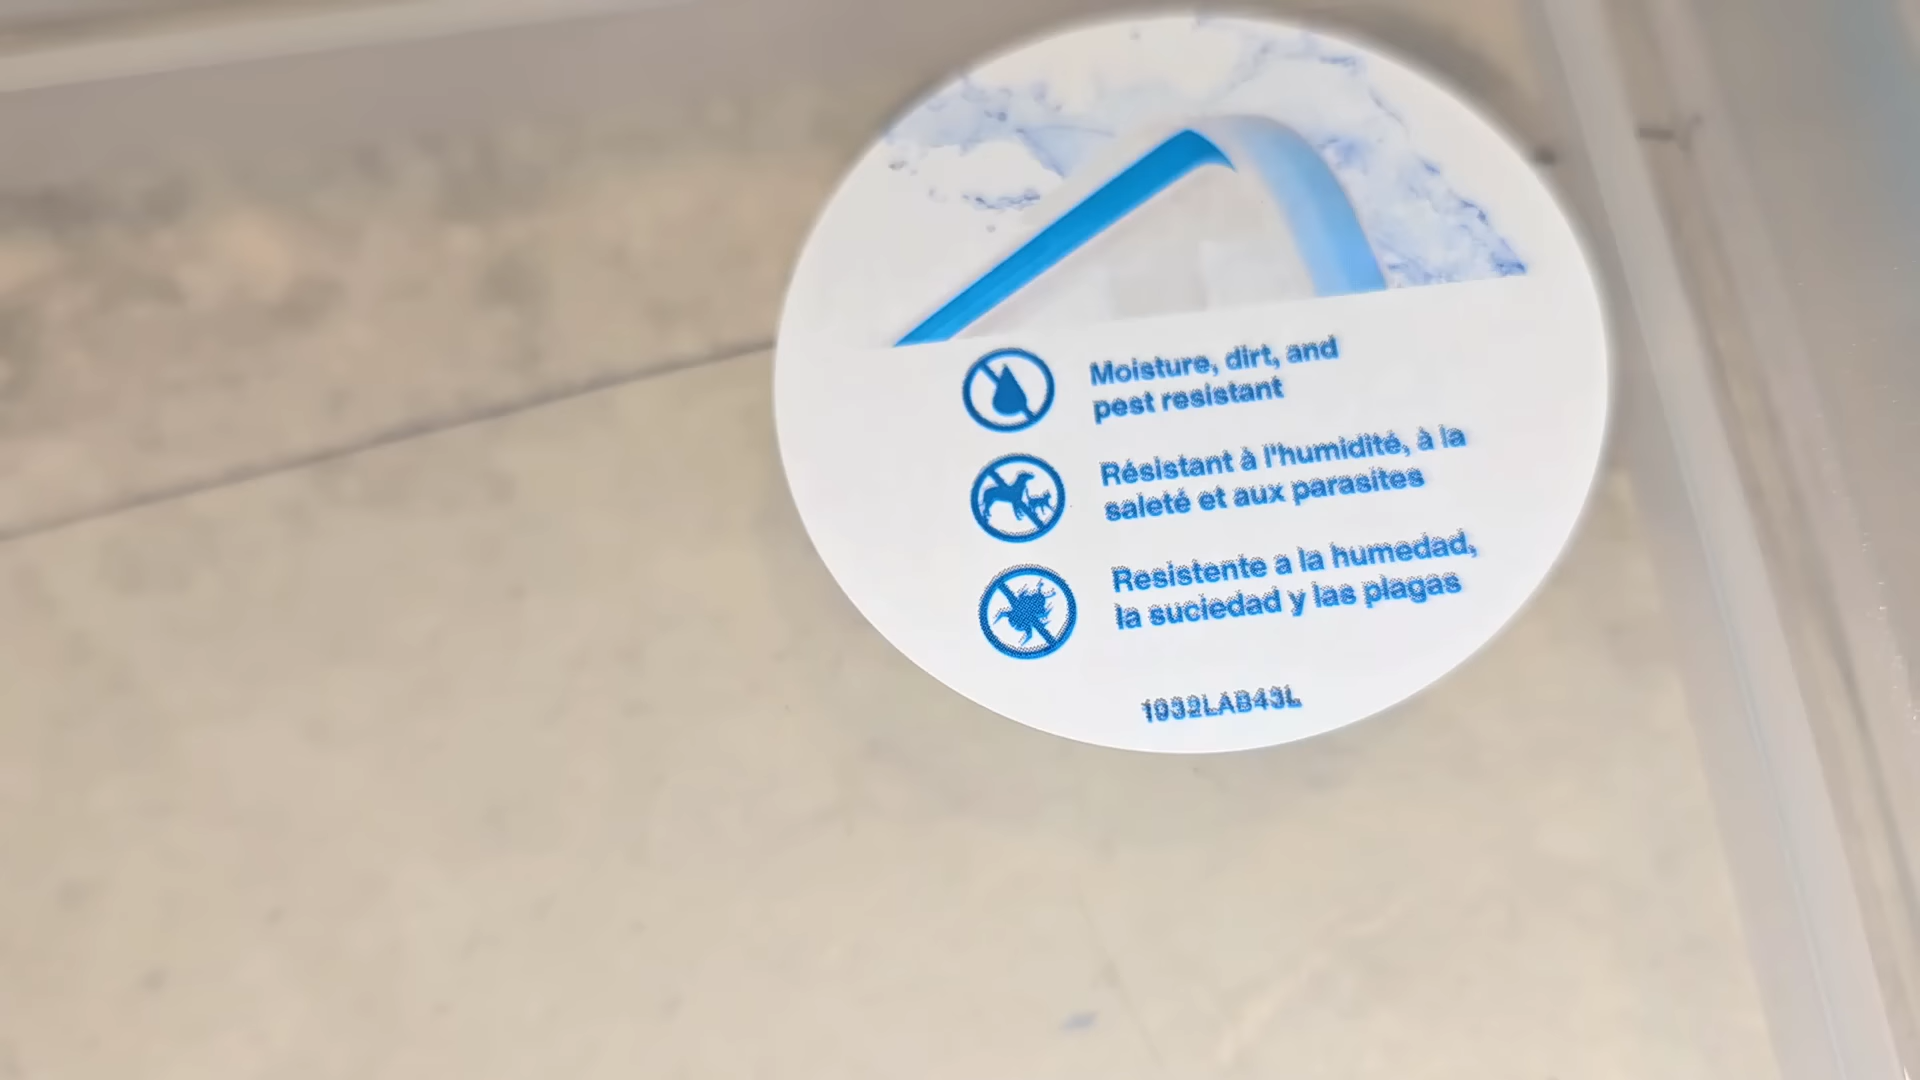 Moisture, dirt, and
pest resistant
Résistant à l'humidité, à la
saleté et aux parasites
Resistente a la humedad,
la suciedad y las plagas
1932LAB43L